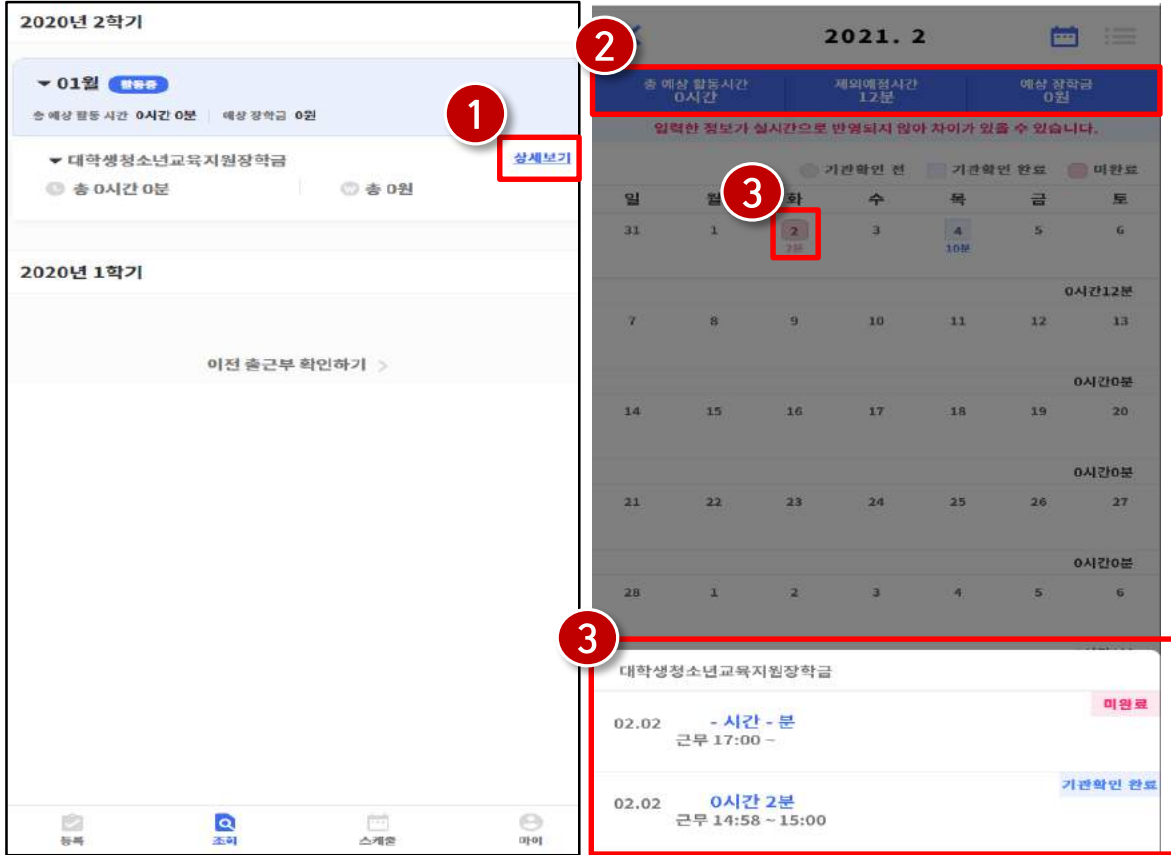 2020년 2학기
01월 활동중
총 예상 활동 시간 0시간 0분 예상 장학금 0원
1
대학생청소년교육지원장학금 상세보기
총 0시간 0분 총 0원
2020년 1학기
이전 출근부 확인하기 >
등록 조회 스케줄 마이
2
2021. 2
총 예상 활동시간 제외예정시간 예상 장학금
0시간 12분 0원
입력한 정보가 실시간으로 반영되지 않아 차이가 있을 수 있습니다.
기관확인 전 기관확인 완료 미완료
3
일 월 화 수 목 금 토
31 1 2 3 4 5 6
2분 10분
0시간12분
7 8 9 10 11 12 13
0시간0분
14 15 16 17 18 19 20
0시간0분
21 22 23 24 25 26 27
0시간0분
28 1 2 3 4 5 6
3
대학생청소년교육지원장학금
미완료
02.02 - 시간 - 분
근무 17:00 ~
기관확인 완료
02.02 0시간 2분
근무 14:58 ~ 15:00